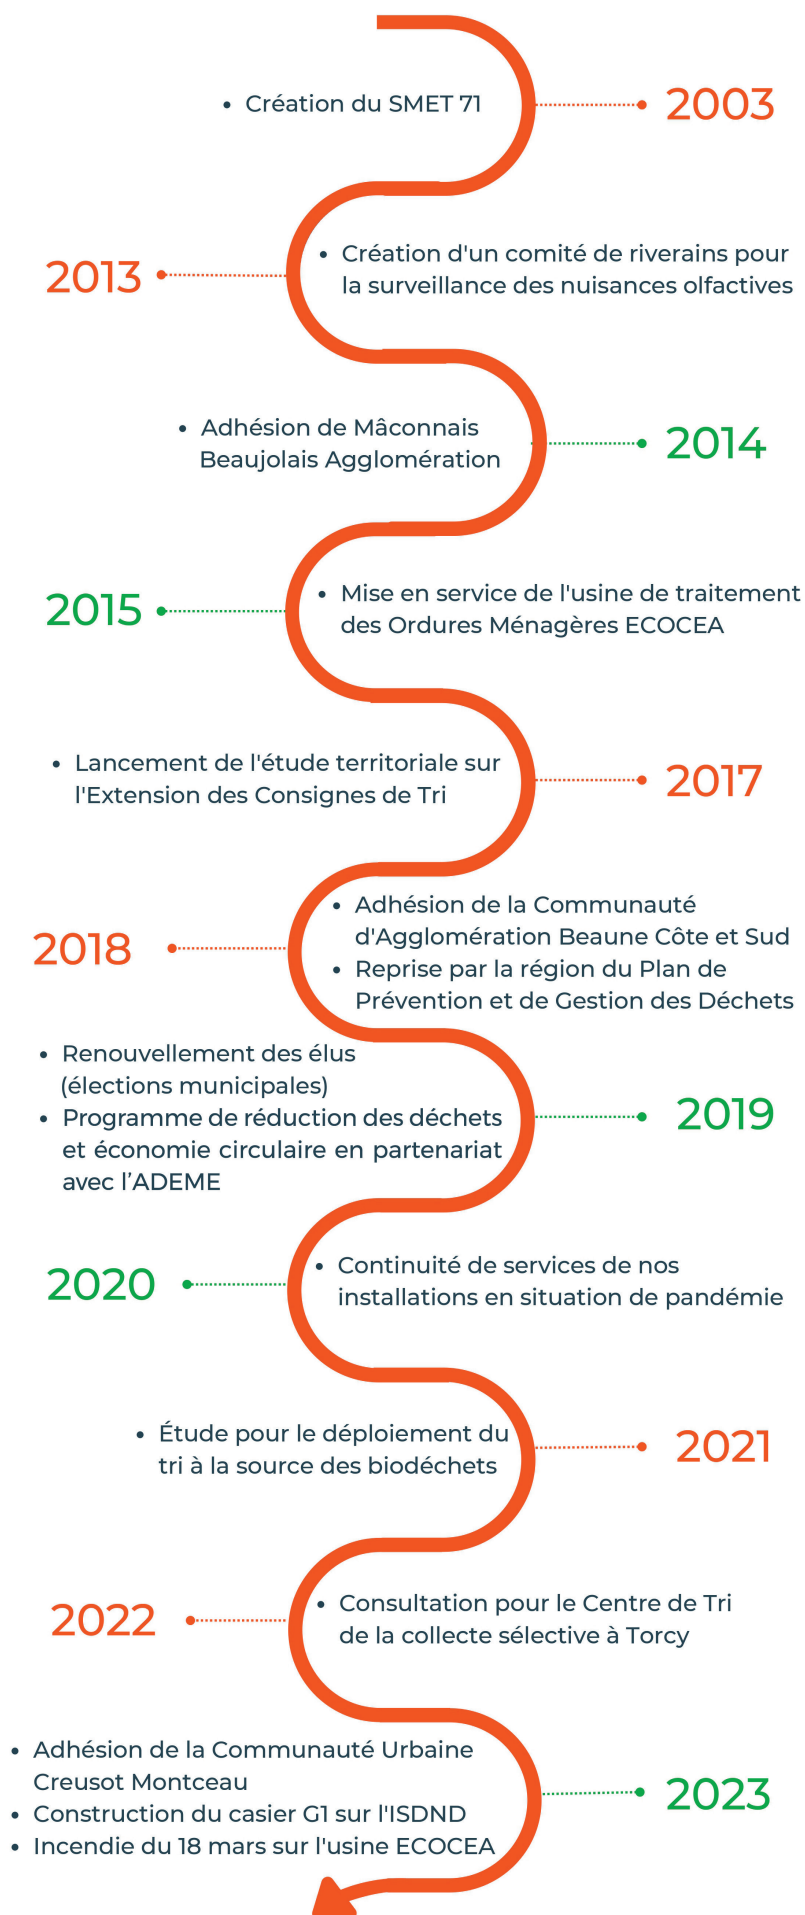 • Création du SMET 71
2003
2013
• Création d'un comité de riverains pour
la surveillance des nuisances olfactives
• Adhésion de Mâconnais
Beaujolais Agglomération
2014
2015
• Mise en service de l'usine de traitement
des Ordures Ménagères ECOCEA
• Lancement de l'étude territoriale sur
l'Extension des Consignes de Tri
2017
2018
• Adhésion de la Communauté
d'Agglomération Beaune Côte et Sud
• Reprise par la région du Plan de
Prévention et de Gestion des Déchets
• Renouvellement des élus
(élections municipales)
• Programme de réduction des déchets
et économie circulaire en partenariat
avec l’ADEME
2019
2020
• Continuité de services de nos
installations en situation de pandémie
• Étude pour le déploiement du
tri à la source des biodéchets
2021
2022
• Consultation pour le Centre de Tri
de la collecte sélective à Torcy
• Adhésion de la Communauté Urbaine
Creusot Montceau
• Construction du casier G1 sur l'ISDND
• Incendie du 18 mars sur l'usine ECOCEA
2023